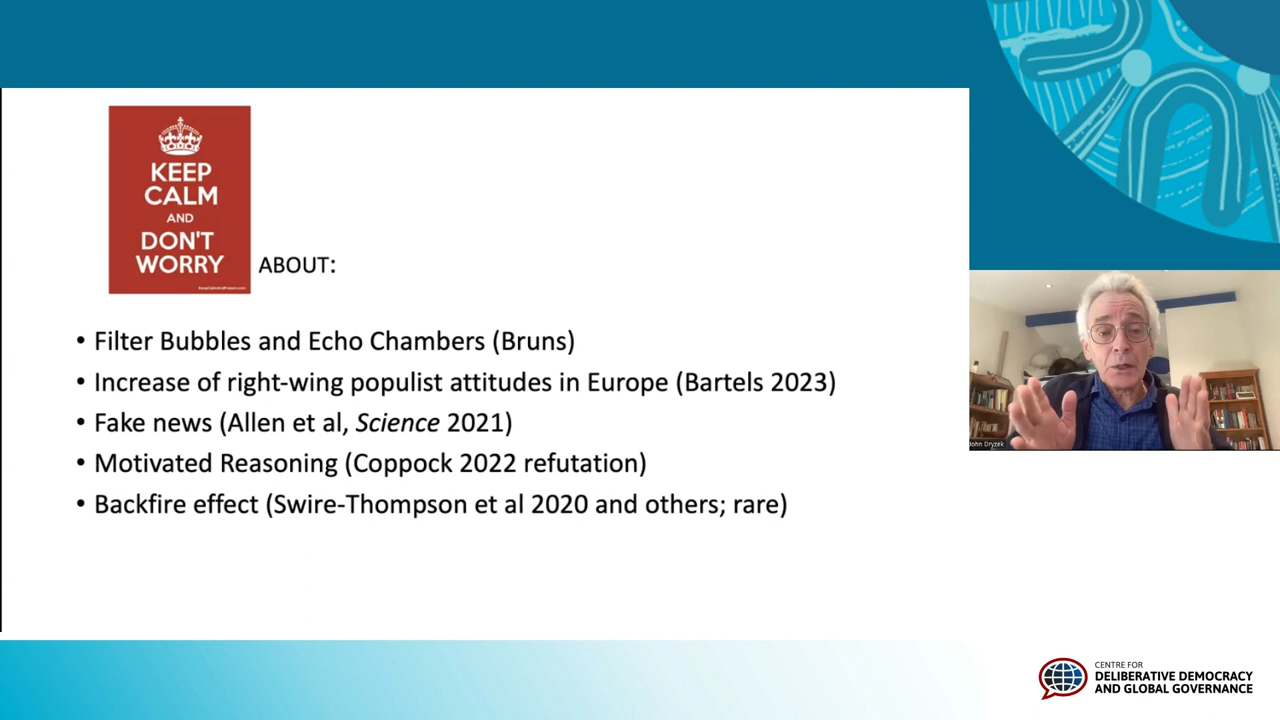 KEEP
CALM
AND
DON'T
WORRY
ABOUT:
• Filter Bubbles and Echo Chambers (Bruns)
• Increase of right-wing populist attitudes in Europe (Bartels 2023)
• Fake news (Allen et al, Science 2021)
• Motivated Reasoning (Coppock 2022 refutation)
• Backfire effect (Swire-Thompson et al 2020 and others; rare)
John Dryzek
CENTRE FOR
DELIBERATIVE DEMOCRACY
AND GLOBAL GOVERNANCE